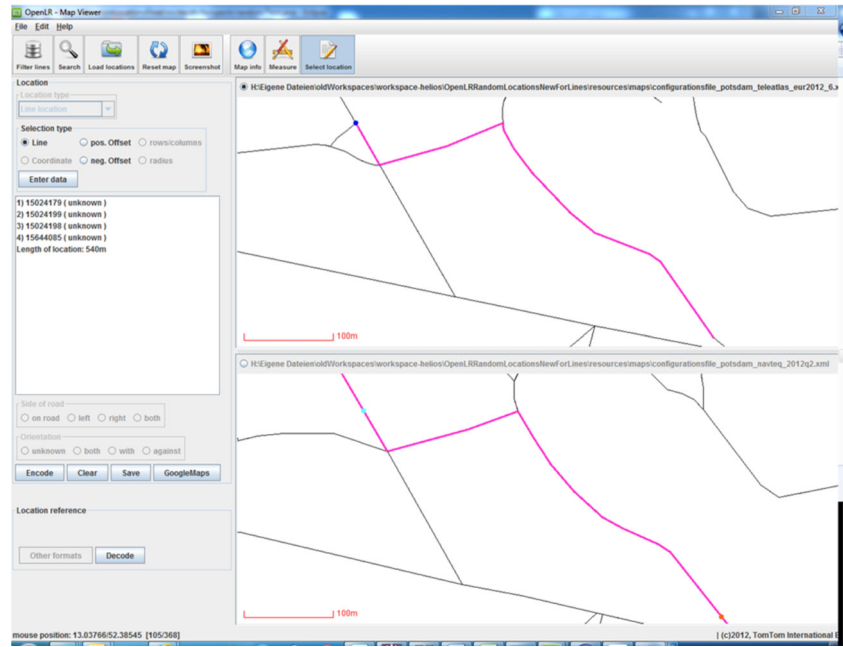 OpenLR - Map Viewer
File Edit Help
Filter lines Search Load locations Reset map Screenshot Map info Measure Select location
Location
Location type
Line location
Selection type
Line pos. Offset rows/columes
Coordinate neg. Offset radius
Enter data
1) 15024179 ( unknown )
2) 15024199 ( unknown )
3) 15024198 ( unknown )
4) 15644085 ( unknown )
Length of location: 540m
Side of road
on road left right both
Orientation
unknown both with against
Encode Clear Save GoogleMaps
Location reference
Other formats Decode
H:\Eigene Dateien\oldWorkspaces\workspace-helios\OpenLRRandomLocationsNewForLines\resources\maps\configurationsfile_potsdam_teleatlas_eur2012_6.x
100m
H:\Eigene Dateien\oldWorkspaces\workspace-helios\OpenLRRandomLocationsNewForLines\resources\maps\configurationsfile_potsdam_navteq_2012q2.xml
100m
mouse position: 13.03766/52.38545 [105/368]
| (c)2012, TomTom International